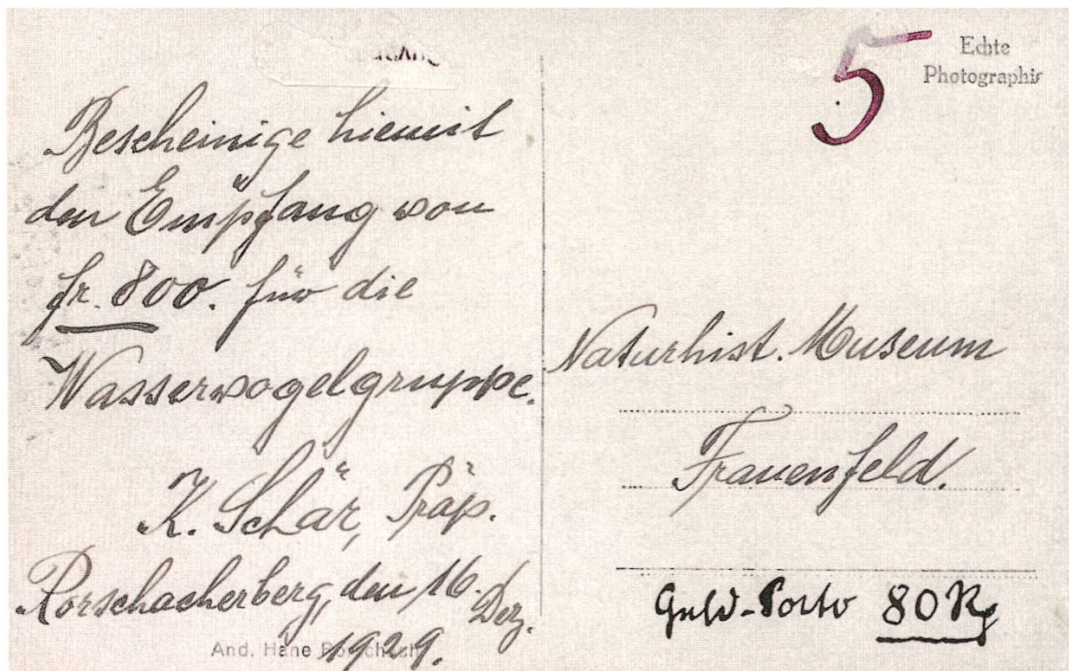 Bescheinige hiemit
den Empfang von
fr. 800. für die
Wasservogelgruppe.
K. Schär, Präp.
Rorschacherberg, den 16. Dez.
1929.
And. Hane Rorschach
5
Echte
Photographie
Naturhist. Museum
Frauenfeld.
Geld-Porto 80 Rp